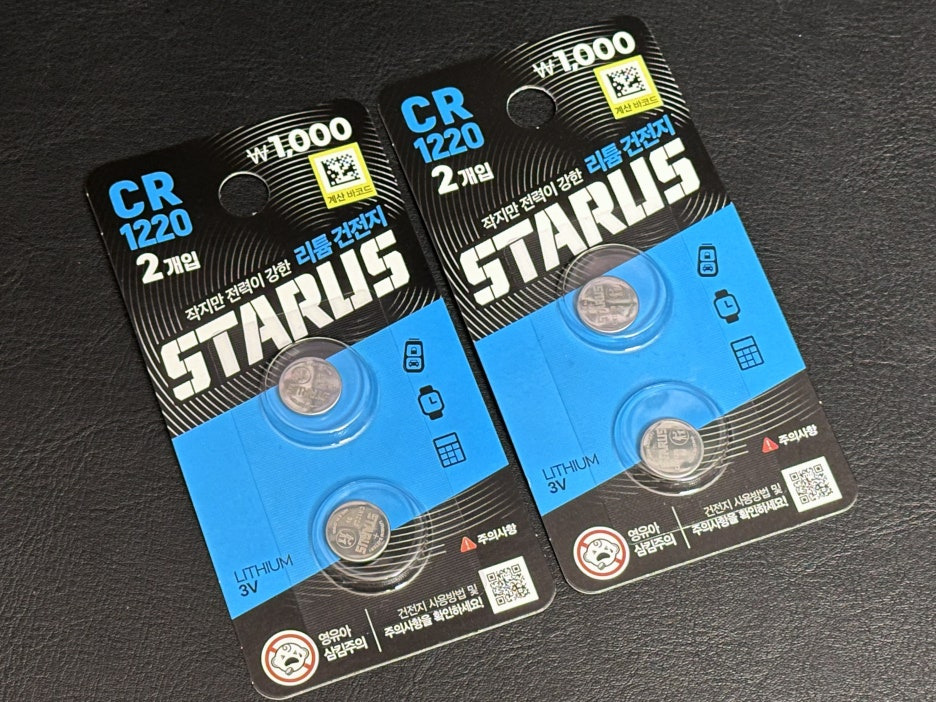 ₩1,000
계산 바코드
CR
1220
2개입
작지만 전력이 강한 리튬 건전지
STARUS
LITHIUM
3V
주의사항
영유아
삼킴주의
건전지 사용방법 및
주의사항을 확인하세요!
₩1,000
계산 바코드
CR
1220
2개입
작지만 전력이 강한 리튬 건전지
STARUS
LITHIUM
3V
주의사항
영유아
삼킴주의
건전지 사용방법 및
주의사항을 확인하세요!